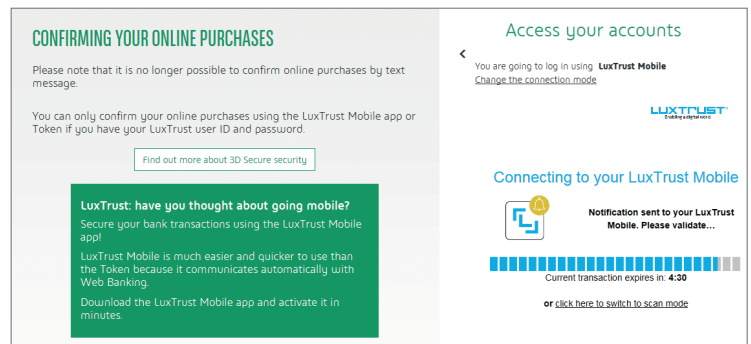 CONFIRMING YOUR ONLINE PURCHASES
Please note that it is no longer possible to confirm online purchases by text
message.
You can only confirm your online purchases using the LuxTrust Mobile app or
Token if you have your LuxTrust user ID and password.
Find out more about 3D Secure security
LuxTrust: have you thought about going mobile?
Secure your bank transactions using the LuxTrust Mobile
app!
LuxTrust Mobile is much easier and quicker to use than
the Token because it communicates automatically with
Web Banking.
Download the LuxTrust Mobile app and activate it in
minutes.
Access your accounts
You are going to log in using LuxTrust Mobile
Change the connection mode
LUXTRUST
Enabling a digital world
Connecting to your LuxTrust Mobile
Notification sent to your LuxTrust
Mobile. Please validate...
Current transaction expires in: 4:30
or click here to switch to scan mode